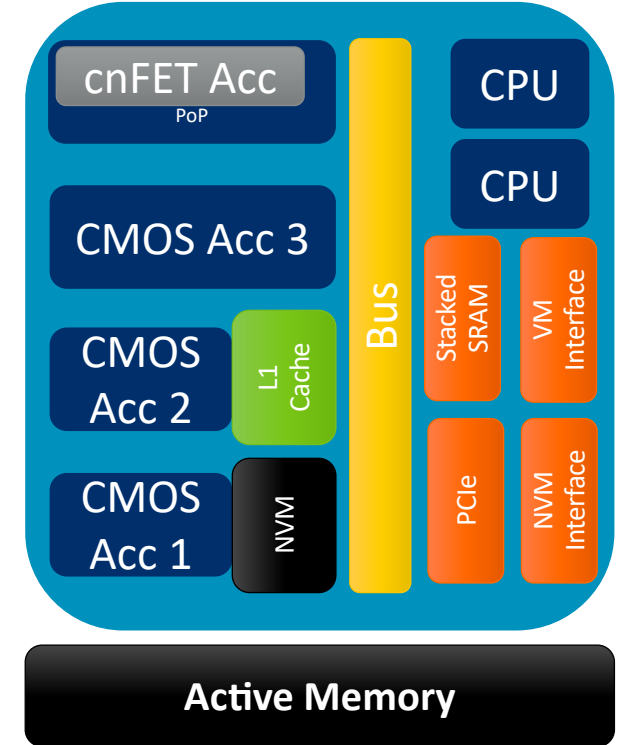 cnFET Acc
PoP
CMOS Acc 3
CMOS
Acc 2
L1
Cache
CMOS
Acc 1
NVM
Bus
CPU
CPU
Stacked
SRAM
VM
Interface
PCIe
NVM
Interface
Active Memory